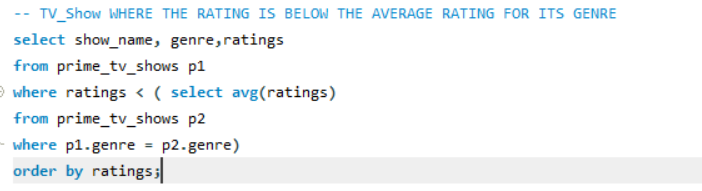 -- TV_Show WHERE THE RATING IS BELOW THE AVERAGE RATING FOR ITS GENRE
select show_name, genre,ratings
from prime_tv_shows p1
where ratings < ( select avg(ratings)
from prime_tv_shows p2
where p1.genre = p2.genre)
order by ratings;